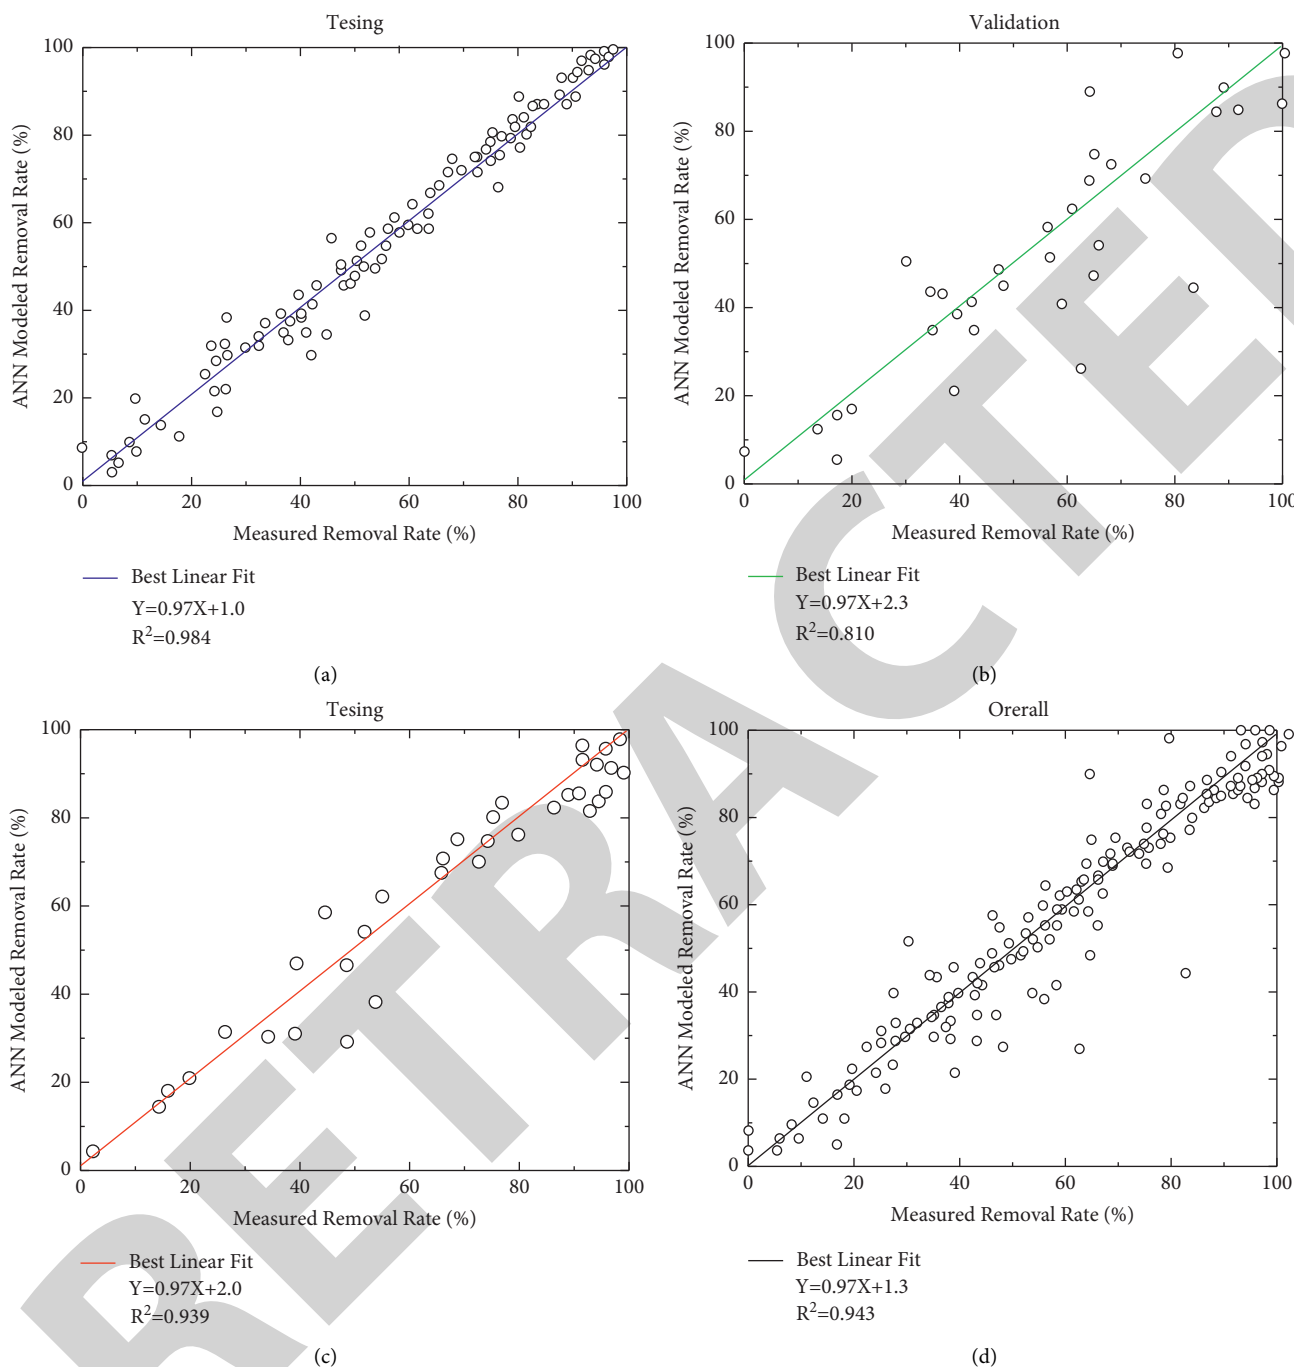 Tesing
100
80
60
40
20
0
ANN Modeled Removal Rate (%)
0 20 40 60 80 100
Measured Removal Rate (%)
Best Linear Fit
Y=0.97X+1.0
R²=0.984
(a)
Validation
100
80
60
40
20
0
ANN Modeled Removal Rate (%)
0 20 40 60 80 100
Measured Removal Rate (%)
Best Linear Fit
Y=0.97X+2.3
R²=0.810
(b)
Tesing
100
80
60
40
20
0
ANN Modeled Removal Rate (%)
0 20 40 60 80 100
Measured Removal Rate (%)
Best Linear Fit
Y=0.97X+2.0
R²=0.939
(c)
Orerall
100
80
60
40
20
0
ANN Modeled Removal Rate (%)
0 20 40 60 80 100
Measured Removal Rate (%)
Best Linear Fit
Y=0.97X+1.3
R²=0.943
(d)
RETRACTED